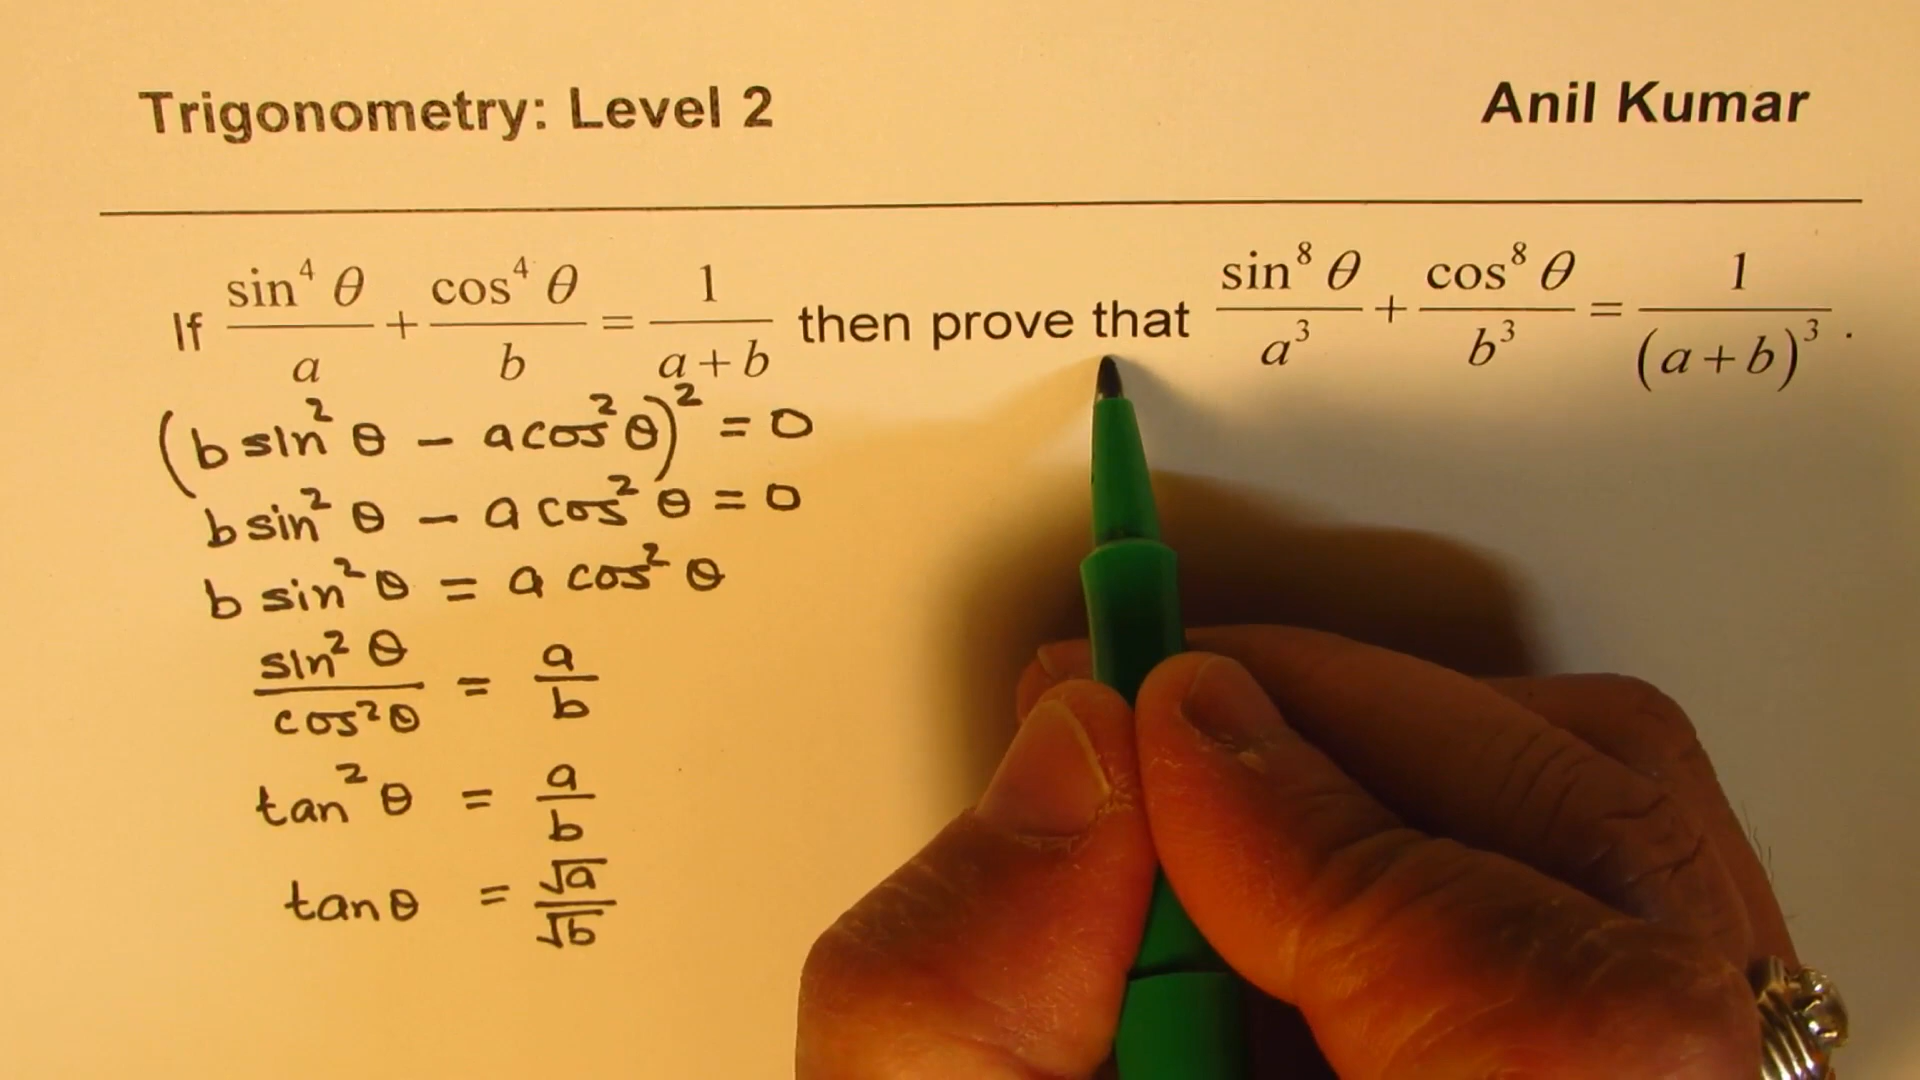 Trigonometry: Level 2 Anil Kumar
If sin⁴ θ / a + cos⁴ θ / b = 1 / a + b then prove that sin⁸ θ / a³ + cos⁸ θ / b³ = 1 / (a + b)³ .
(b sin² θ − a cos² θ)² = 0
b sin² θ − a cos² θ = 0
b sin² θ = a cos² θ
sin² θ / cos² θ = a / b
tan² θ = a / b
tan θ = √a / √b